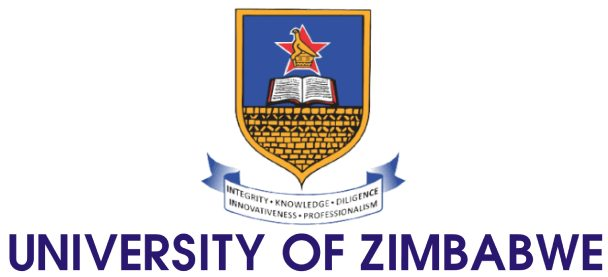 INTEGRITY • KNOWLEDGE • DILIGENCE
INNOVATIVENESS • PROFESSIONALISM
UNIVERSITY OF ZIMBABWE